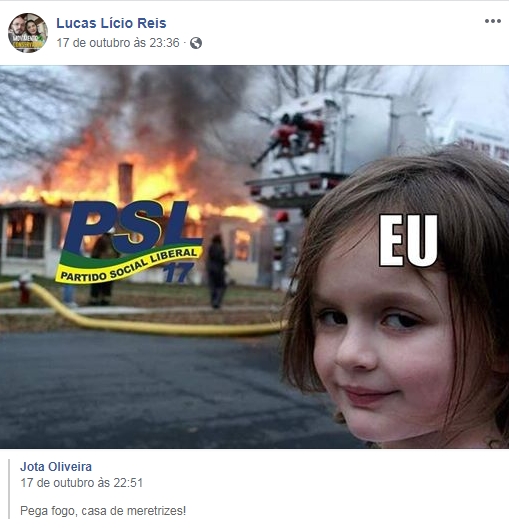 Lucas Lício Reis
17 de outubro às 23:36 ·
PSL
PARTIDO SOCIAL LIBERAL
17
EU
Jota Oliveira
17 de outubro às 22:51
Pega fogo, casa de meretrizes!